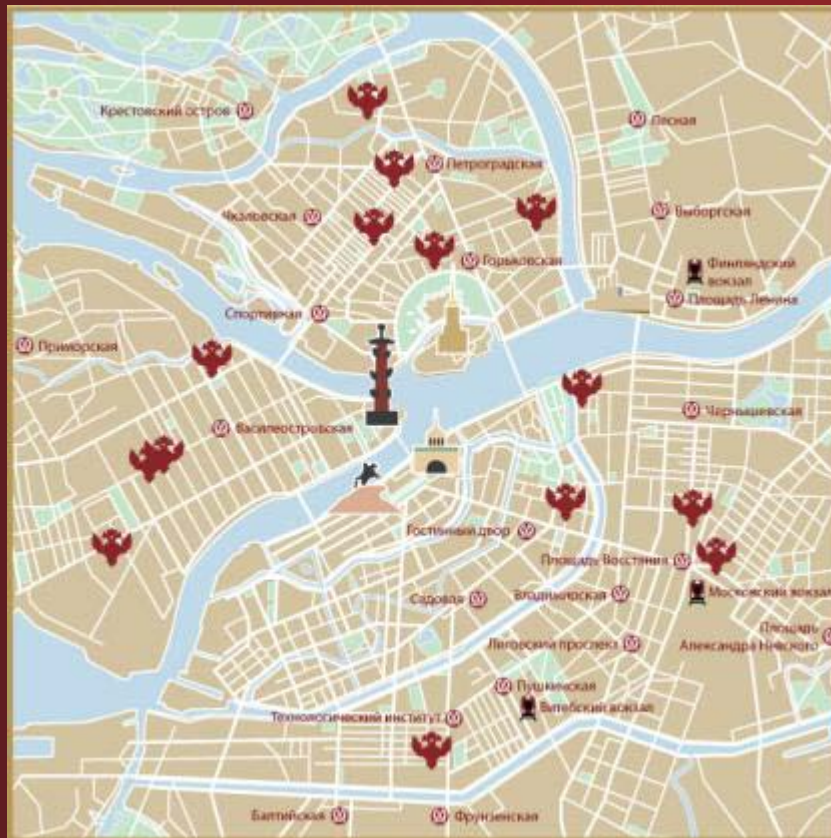 Крестовский остров
Лесная
Петроградская
Чкаловская
Выборгская
Горьковская
Финляндский
вокзал
Площадь Ленина
Спортивная
Приморская
Чернышевская
Василеостровская
Гостинный двор
Площадь Восстания
Московский вокзал
Садовая
Владимирская
Площадь
Александра Невского
Лиговский проспект
Пушкинская
Витебский вокзал
Технологический институт
Балтийская
Фрунзенская